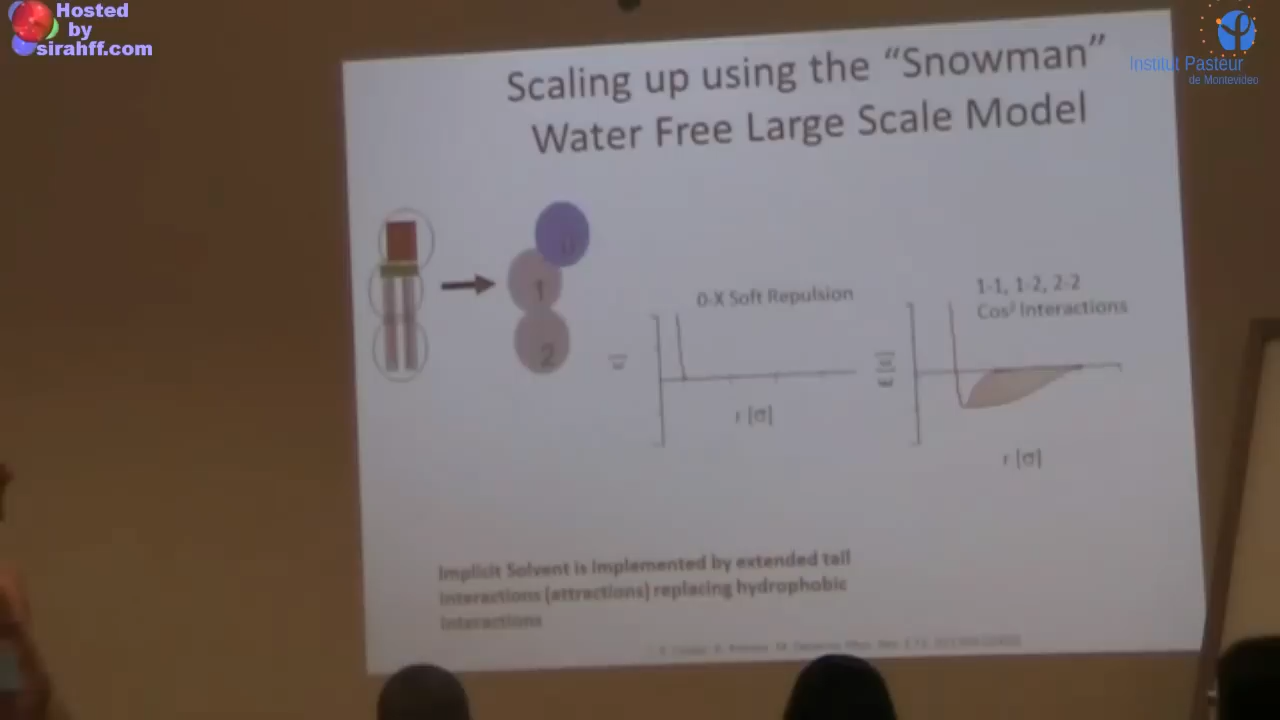 Hosted
by
sirahff.com
Institut Pasteur
de Montevideo
Scaling up using the “Snowman”
Water Free Large Scale Model
0
1
2
0-X Soft Repulsion
r [σ]
1-1, 1-2, 2-2
Cos² Interactions
E [ε]
r [σ]
Implicit Solvent is implemented by extended tail
interactions (attractions) replacing hydrophobic
interactions